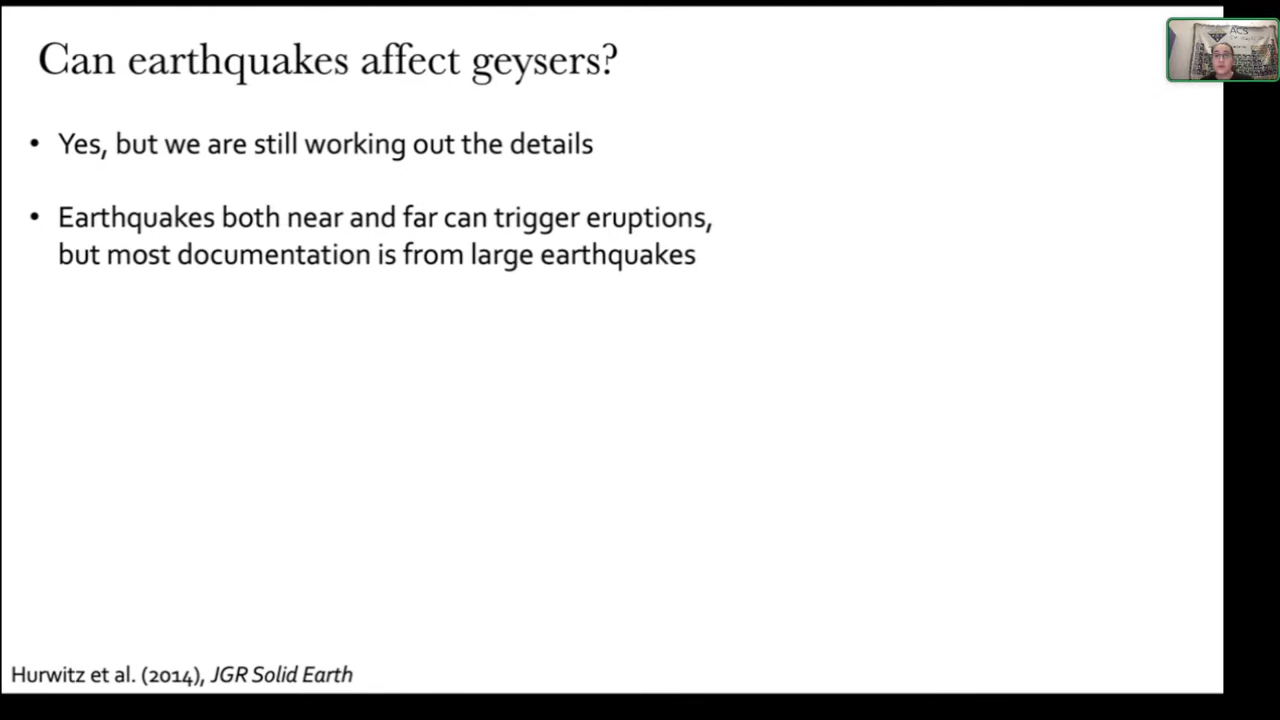 Can earthquakes affect geysers?
ACS
• Yes, but we are still working out the details
• Earthquakes both near and far can trigger eruptions,
but most documentation is from large earthquakes
Hurwitz et al. (2014), JGR Solid Earth